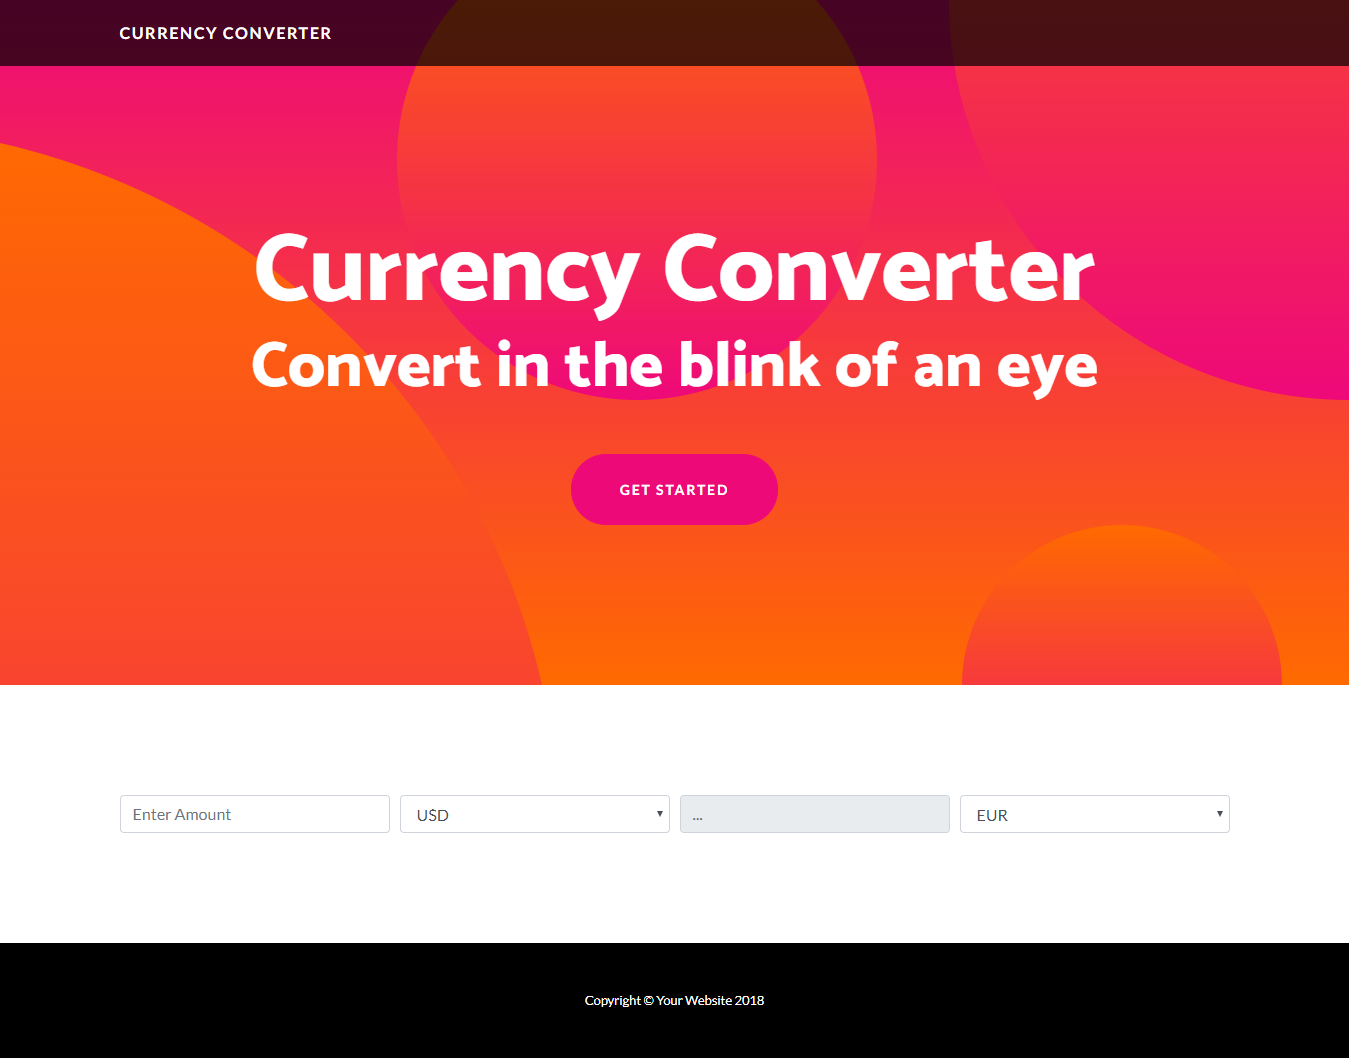 CURRENCY CONVERTER
Currency Converter
Convert in the blink of an eye
GET STARTED
Enter Amount
USD
...
EUR
Copyright © Your Website 2018